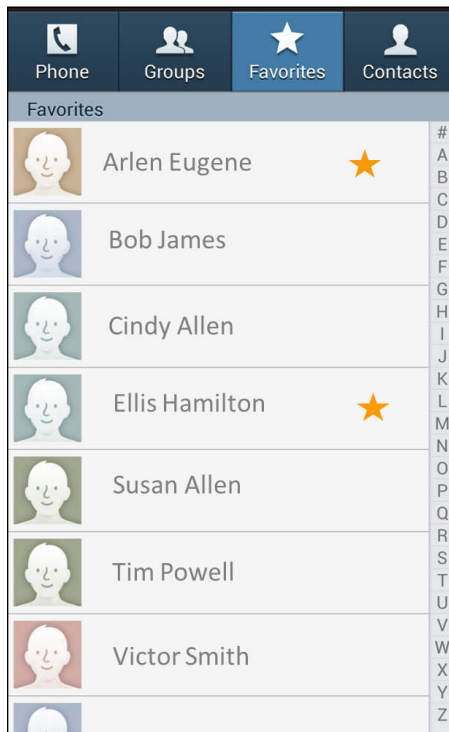 Phone Groups Favorites Contacts
Favorites
Arlen Eugene
Bob James
Cindy Allen
Ellis Hamilton
Susan Allen
Tim Powell
Victor Smith
#
A
B
C
D
E
F
G
H
I
J
K
L
M
N
O
P
Q
R
S
T
U
V
W
X
Y
Z